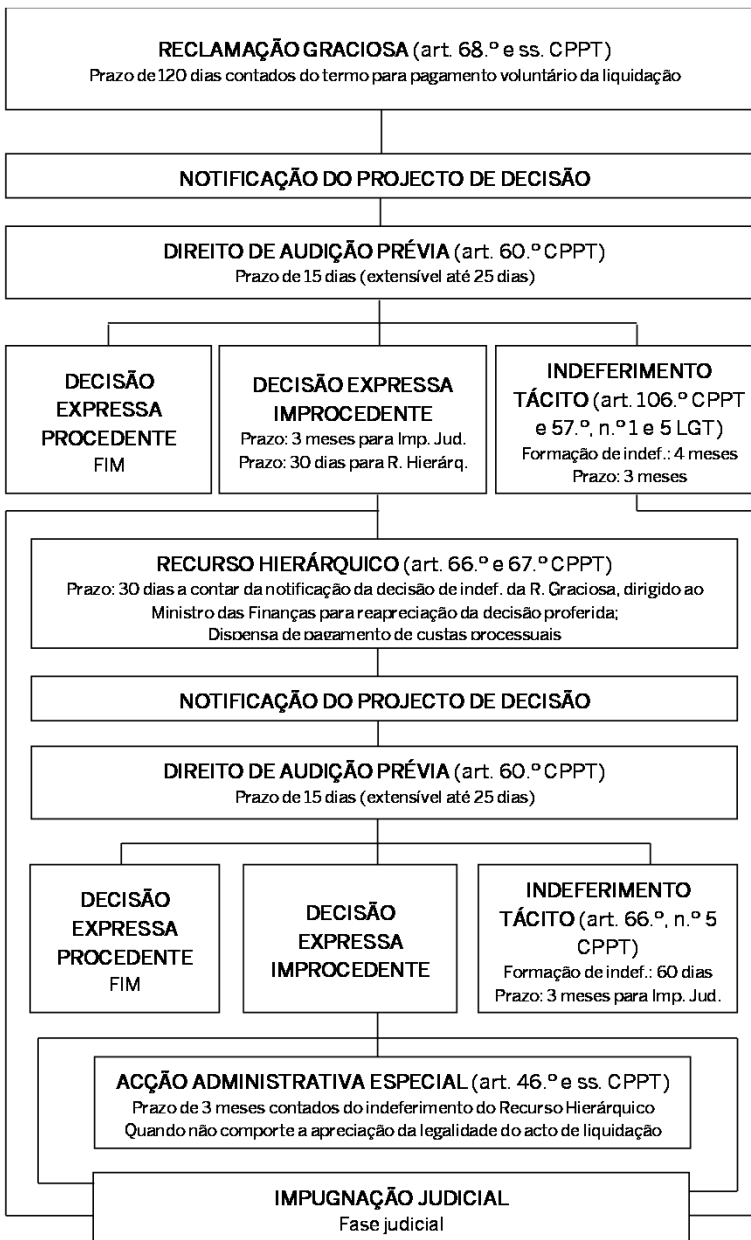 RECLAMAÇÃO GRACIOSA (art. 68.º e ss. CPPT)
Prazo de 120 dias contados do termo para pagamento voluntário da liquidação
NOTIFICAÇÃO DO PROJECTO DE DECISÃO
DIREITO DE AUDIÇÃO PRÉVIA (art. 60.º CPPT)
Prazo de 15 dias (extensível até 25 dias)
DECISÃO
EXPRESSA
PROCEDENTE
FIM
DECISÃO EXPRESSA
IMPROCEDENTE
Prazo: 3 meses para Imp. Jud.
Prazo: 30 dias para R. Hierárq.
INDEFERIMENTO
TÁCITO (art. 106.º CPPT
e 57.º, n.º 1 e 5 LGT)
Formação de indef.: 4 meses
Prazo: 3 meses
RECURSO HIERÁRQUICO (art. 66.º e 67.º CPPT)
Prazo: 30 dias a contar da notificação da decisão de indef. da R. Graciosa, dirigido ao
Ministro das Finanças para reapreciação da decisão proferida;
Dispensa de pagamento de custas processuais
NOTIFICAÇÃO DO PROJECTO DE DECISÃO
DIREITO DE AUDIÇÃO PRÉVIA (art. 60.º CPPT)
Prazo de 15 dias (extensível até 25 dias)
DECISÃO
EXPRESSA
PROCEDENTE
FIM
DECISÃO
EXPRESSA
IMPROCEDENTE
INDEFERIMENTO
TÁCITO (art. 66.º, n.º 5
CPPT)
Formação de indef.: 60 dias
Prazo: 3 meses para Imp. Jud.
ACÇÃO ADMINISTRATIVA ESPECIAL (art. 46.º e ss. CPPT)
Prazo de 3 meses contados do indeferimento do Recurso Hierárquico
Quando não comporte a apreciação da legalidade do acto de liquidação
IMPUGNAÇÃO JUDICIAL
Fase judicial